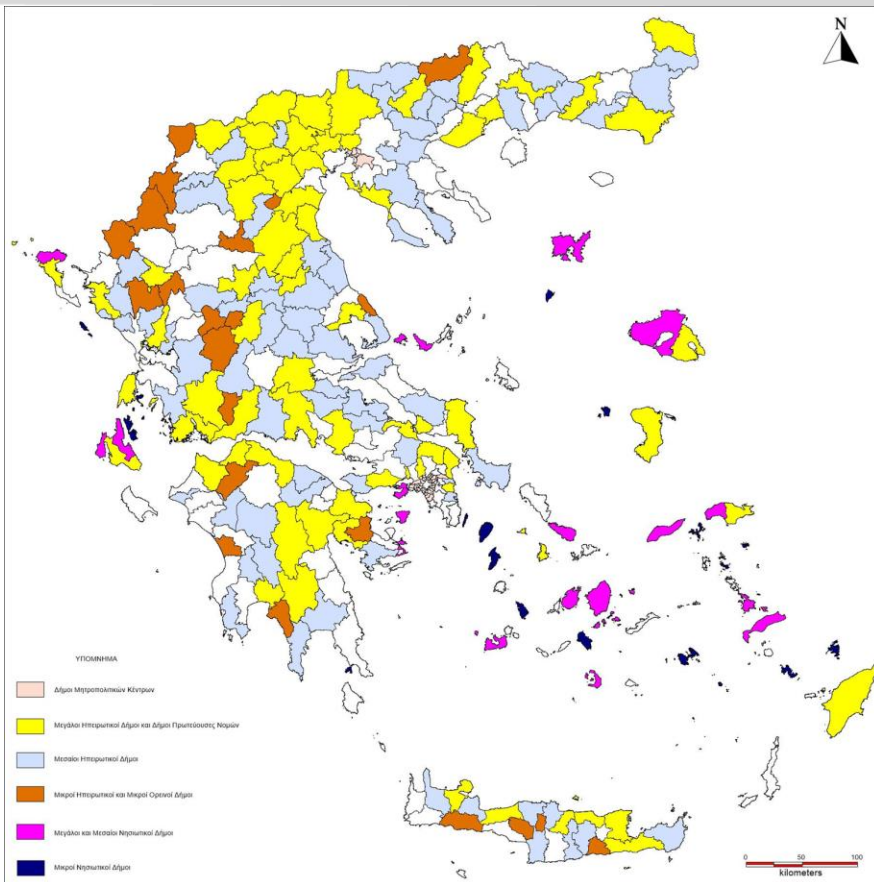 N
ΥΠΟΜΝΗΜΑ
Δήμοι Μητροπολιτικών Κέντρων
Μεγάλοι Ηπειρωτικοί Δήμοι και Δήμοι Πρωτεύουσες Νομών
Μεσαίοι Ηπειρωτικοί Δήμοι
Μικροί Ηπειρωτικοί και Μικροί Ορεινοί Δήμοι
Μεγάλοι και Μεσαίοι Νησιωτικοί Δήμοι
Μικροί Νησιωτικοί Δήμοι
0 50 100
kilometers